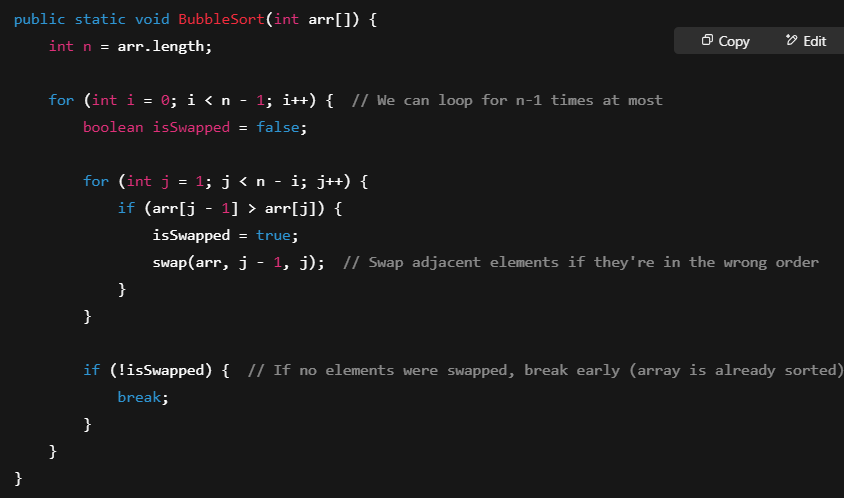 public static void BubbleSort(int arr[]) {
    int n = arr.length;
Copy Edit
    for (int i = 0; i < n - 1; i++) {  // We can loop for n-1 times at most
        boolean isSwapped = false;
        for (int j = 1; j < n - i; j++) {
            if (arr[j - 1] > arr[j]) {
                isSwapped = true;
                swap(arr, j - 1, j);  // Swap adjacent elements if they're in the wrong order
            }
        }
        if (!isSwapped) {  // If no elements were swapped, break early (array is already sorted)
            break;
        }
    }
}